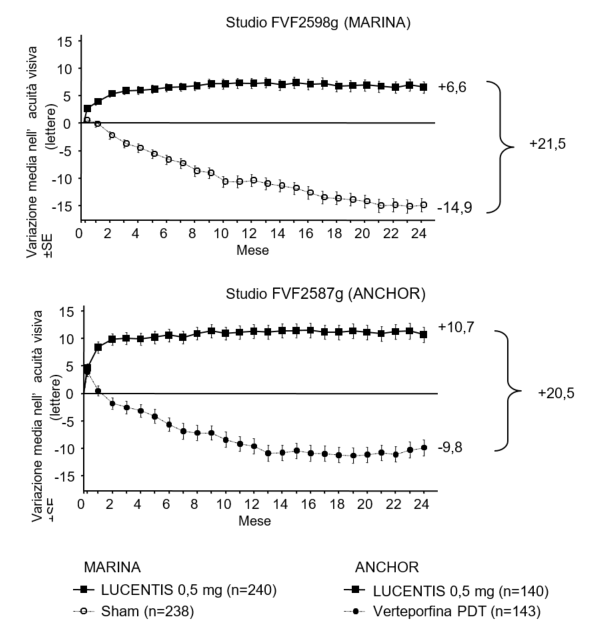 Studio FVF2598g (MARINA)
Variazione media nell' acuità visiva
(lettere)
±SE
15
10
5
0
-5
-10
-15
0 2 4 6 8 10 12 14 16 18 20 22 24
Mese
+6,6
+21,5
-14,9
Studio FVF2587g (ANCHOR)
Variazione media nell' acuità visiva
(lettere)
±SE
15
10
5
0
-5
-10
-15
0 2 4 6 8 10 12 14 16 18 20 22 24
Mese
+10,7
+20,5
-9,8
MARINA
LUCENTIS 0,5 mg (n=240)
Sham (n=238)
ANCHOR
LUCENTIS 0,5 mg (n=140)
Verteporfina PDT (n=143)